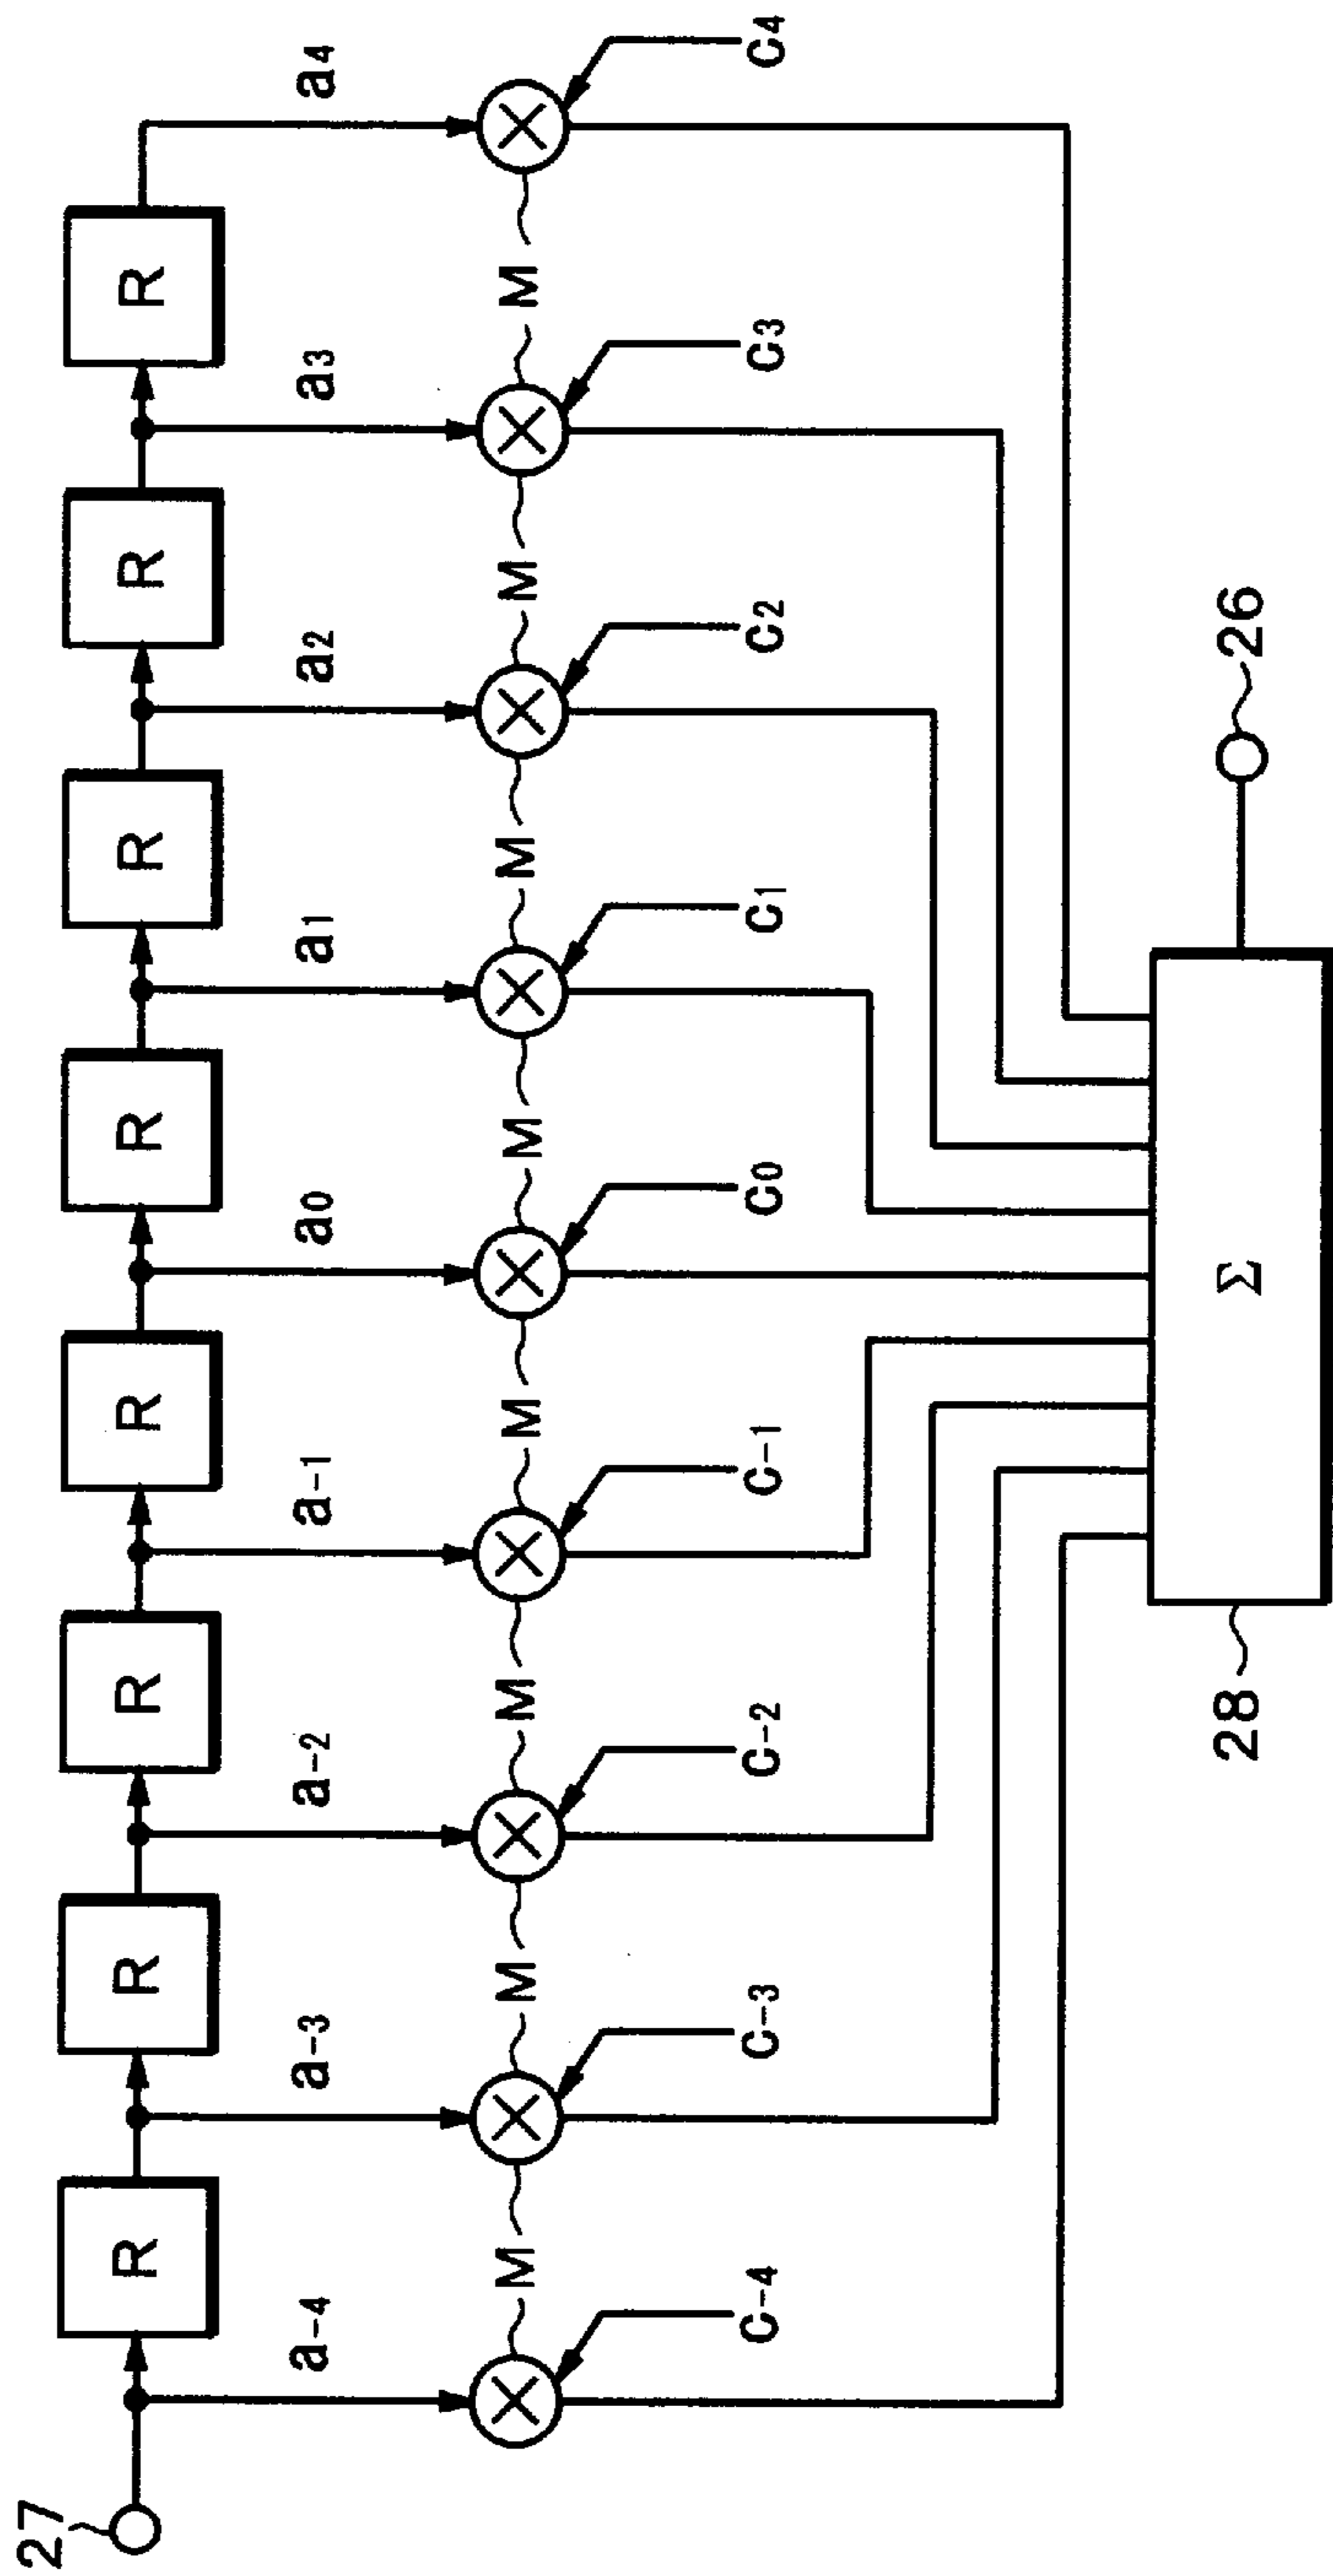 27
R R R R R R R R
a-4 a-3 a-2 a-1 a0 a1 a2 a3 a4
M M M M M M M M
C-4 C-3 C-2 C-1 C0 C1 C2 C3 C4
28 Σ 26